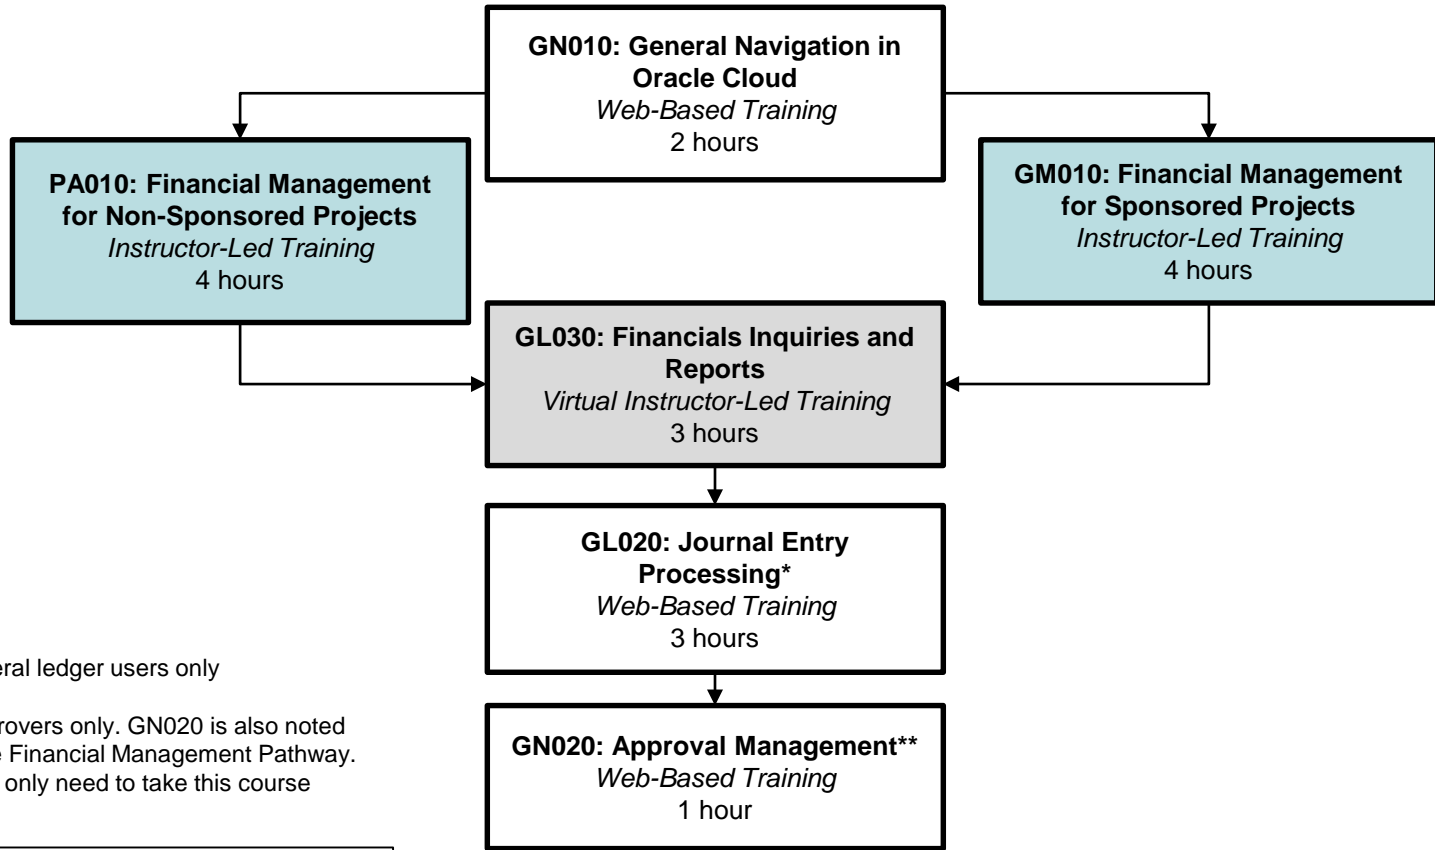 GN010: General Navigation in
Oracle Cloud
Web-Based Training
2 hours
PA010: Financial Management
for Non-Sponsored Projects
Instructor-Led Training
4 hours
GM010: Financial Management
for Sponsored Projects
Instructor-Led Training
4 hours
GL030: Financials Inquiries and
Reports
Virtual Instructor-Led Training
3 hours
GL020: Journal Entry
Processing*
Web-Based Training
3 hours
GN020: Approval Management**
Web-Based Training
1 hour
ledger users only
only. GN020 is also noted
Financial Management Pathway.
only need to take this course